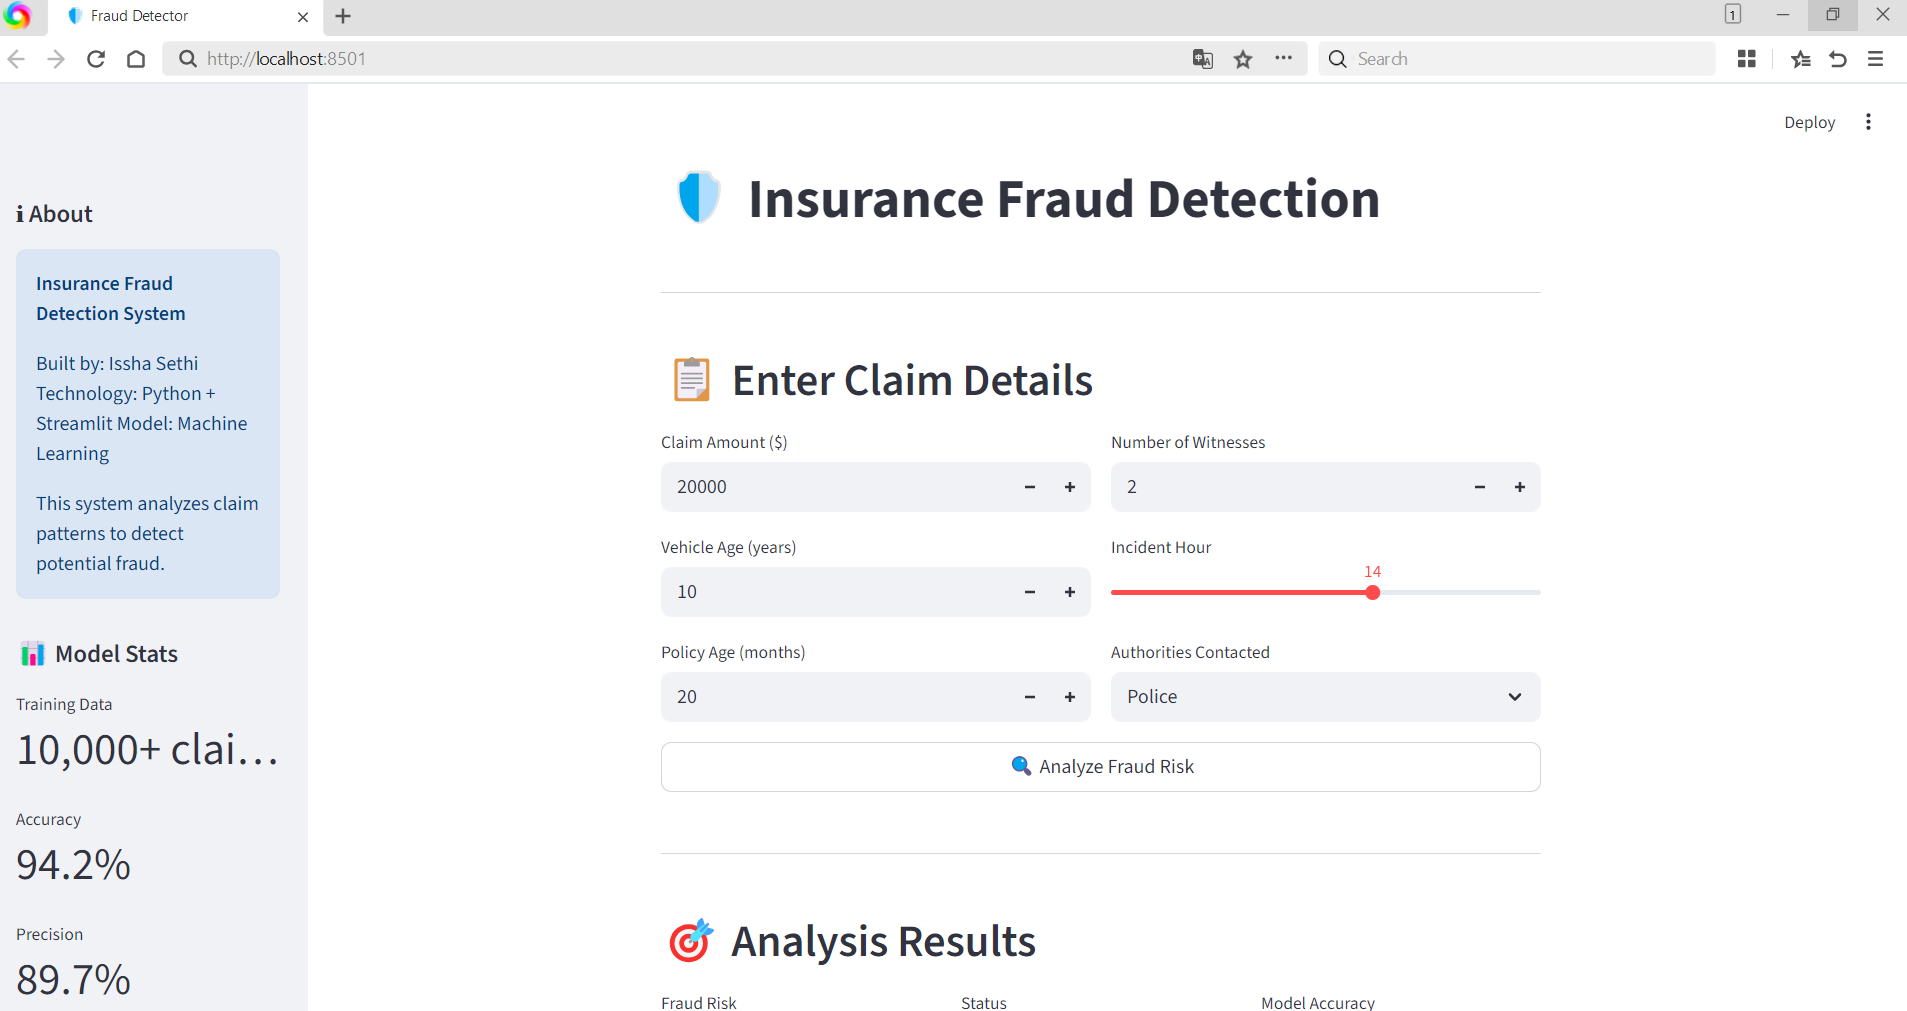 Fraud Detector
1
http://localhost:8501
Search
Deploy
ℹ About
Insurance Fraud
Detection System
Built by: Issha Sethi
Technology: Python +
Streamlit Model: Machine
Learning
This system analyzes claim
patterns to detect
potential fraud.
Model Stats
Training Data
10,000+ clai...
Accuracy
94.2%
Precision
89.7%
Insurance Fraud Detection
Enter Claim Details
Claim Amount ($)
20000
Number of Witnesses
2
Vehicle Age (years)
10
Incident Hour
14
Policy Age (months)
20
Authorities Contacted
Police
Analyze Fraud Risk
Analysis Results
Fraud Risk
Status
Model Accuracy